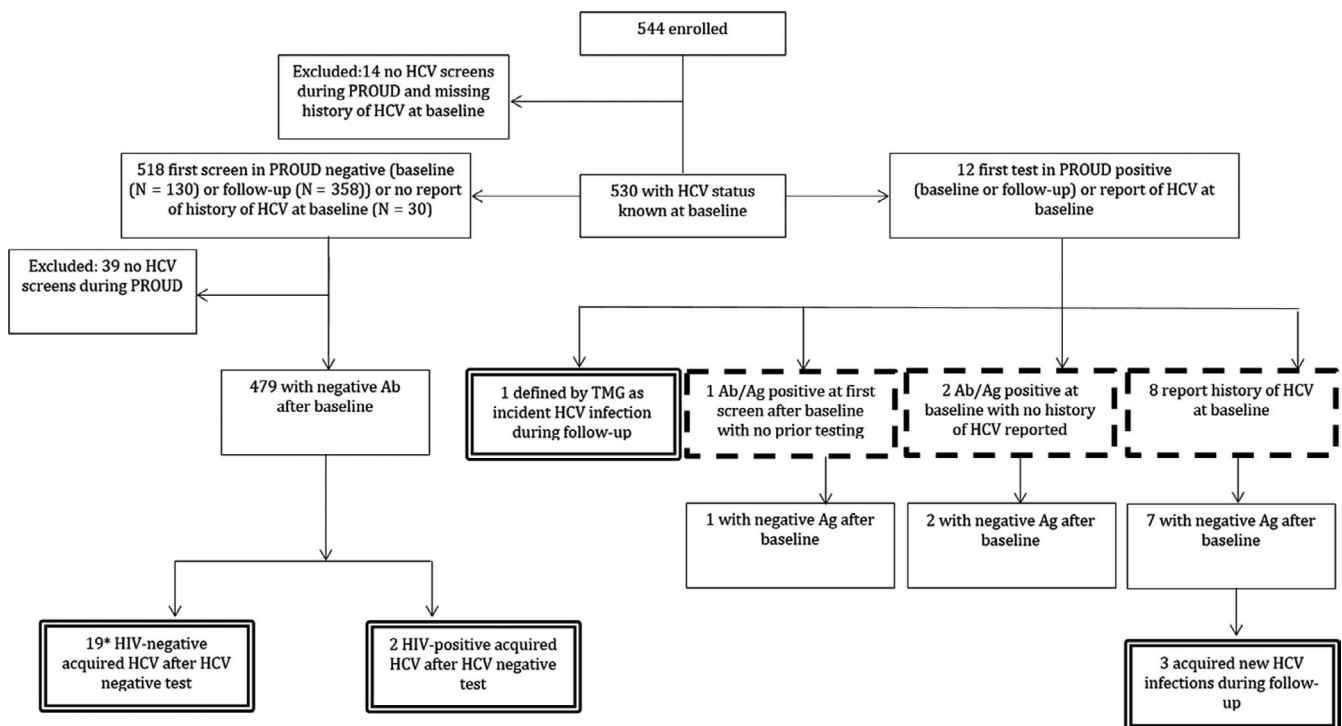 544 enrolled
Excluded:14 no HCV screens
during PROUD and missing
history of HCV at baseline
518 first screen in PROUD negative (baseline
(N = 130) or follow-up (N = 358)) or no report
of history of HCV at baseline (N = 30)
530 with HCV status
known at baseline
12 first test in PROUD positive
(baseline or follow-up) or report of HCV at
baseline
Excluded: 39 no HCV
screens during PROUD
479 with negative Ab
after baseline
1 defined by TMG as
incident HCV infection
during follow-up
1 Ab/Ag positive at first
screen after baseline
with no prior testing
2 Ab/Ag positive at
baseline with no history
of HCV reported
8 report history of HCV
at baseline
1 with negative Ag after
baseline
2 with negative Ag after
baseline
7 with negative Ag after
baseline
19* HIV-negative
acquired HCV after HCV
negative test
2 HIV-positive acquired
HCV after HCV negative
test
3 acquired new HCV
infections during follow-
up